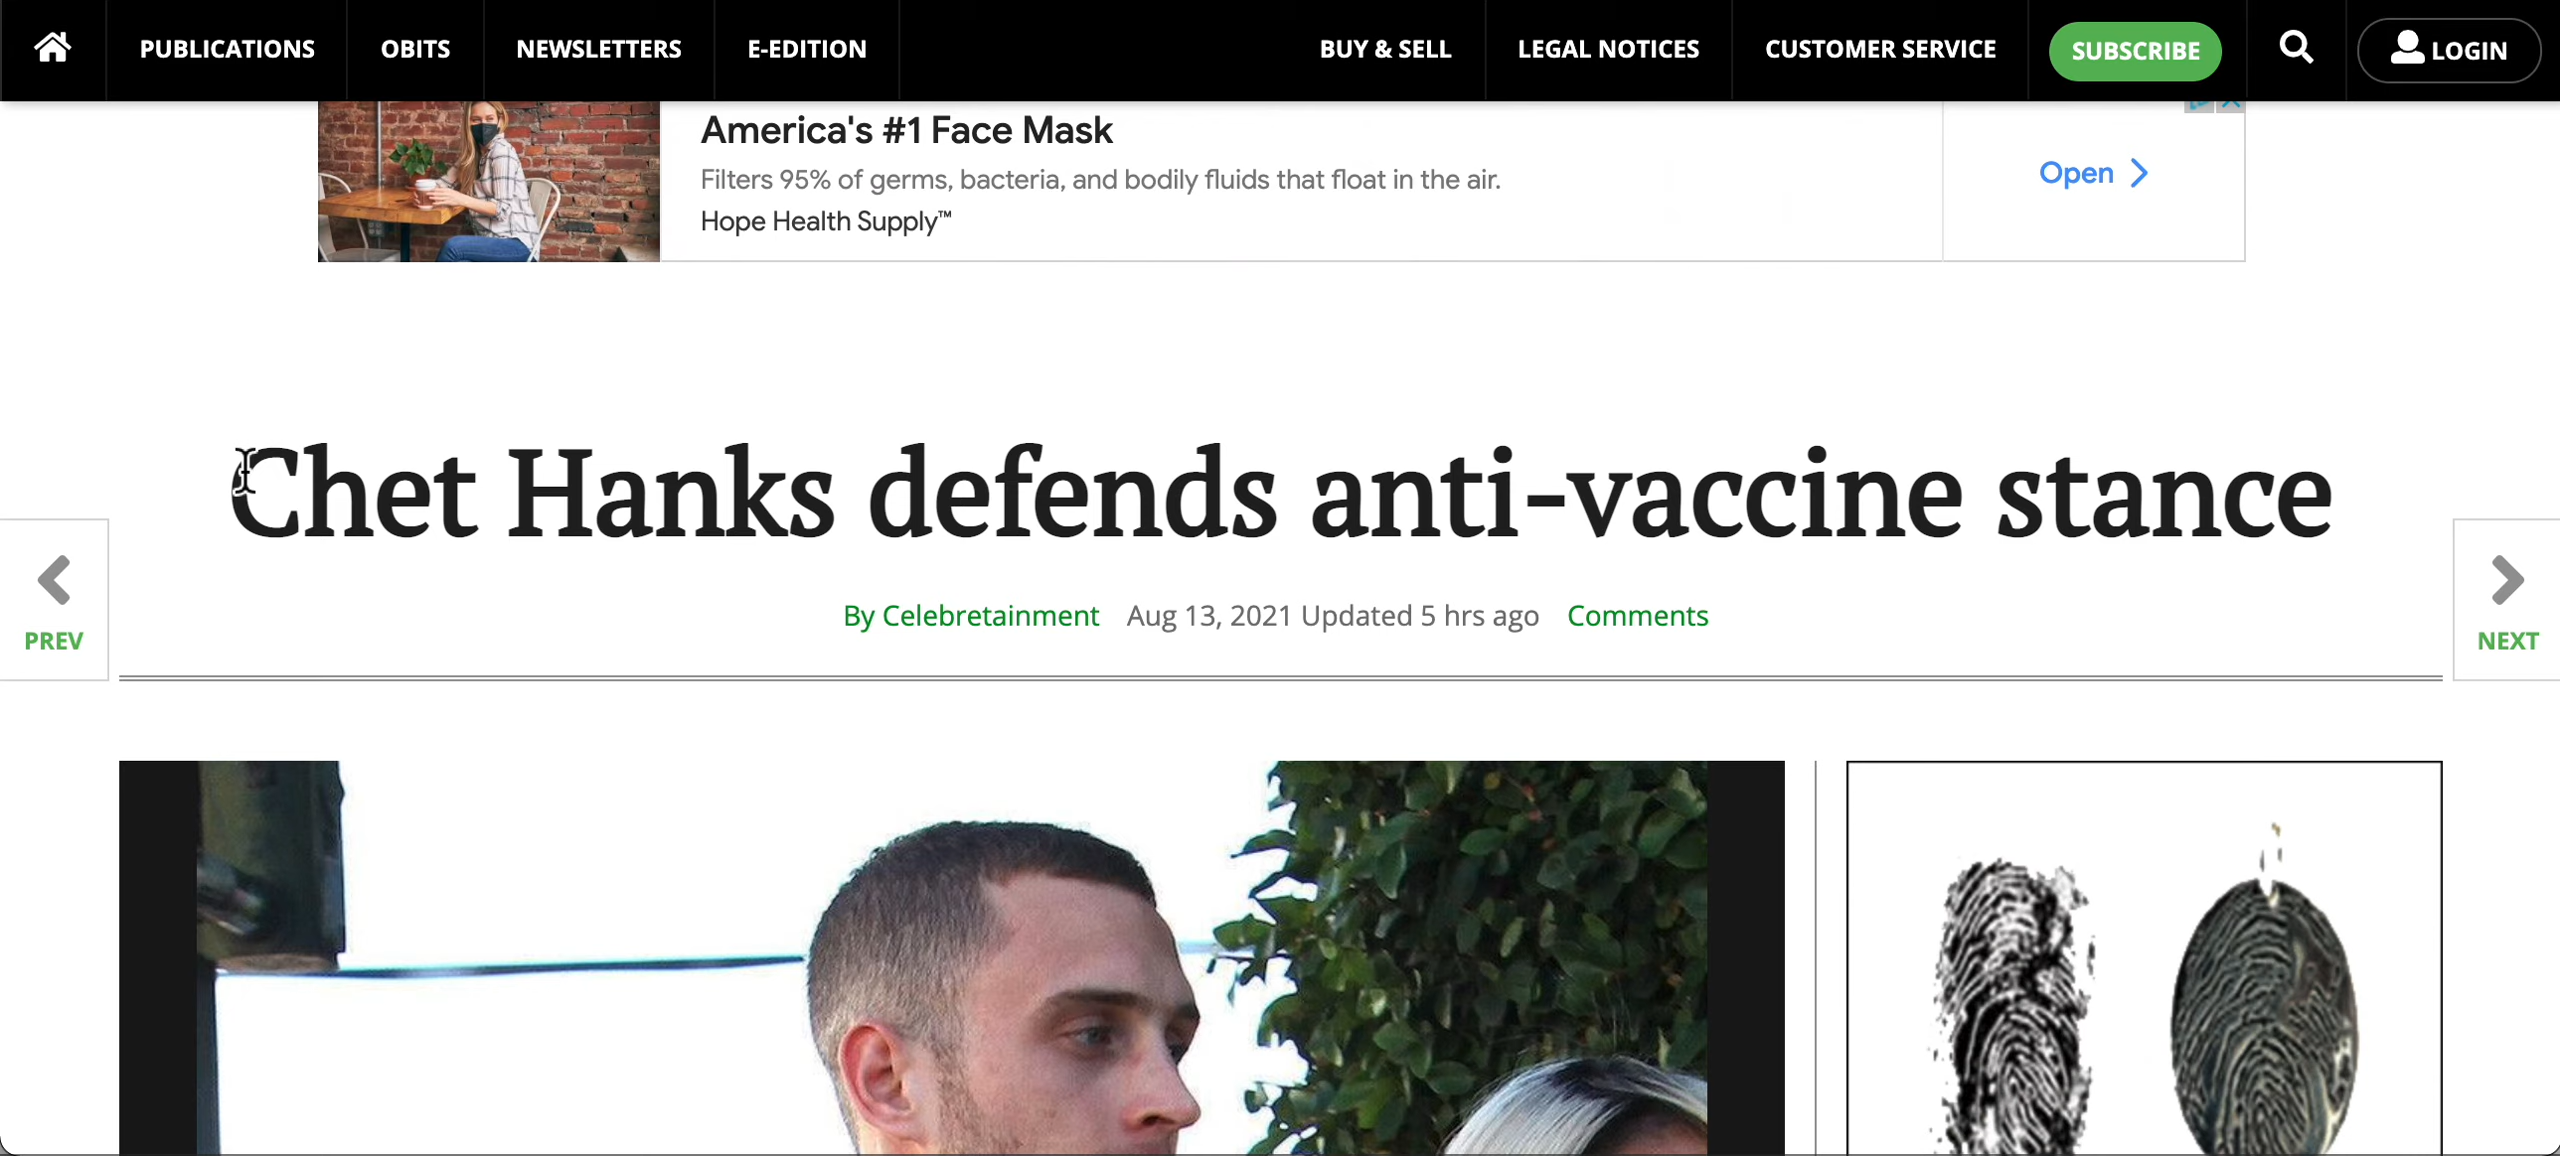 PUBLICATIONS OBITS NEWSLETTERS E-EDITION BUY & SELL LEGAL NOTICES CUSTOMER SERVICE SUBSCRIBE LOGIN
America's #1 Face Mask
Filters 95% of germs, bacteria, and bodily fluids that float in the air.
Hope Health Supply™
Open
Chet Hanks defends anti-vaccine stance
By Celebretainment Aug 13, 2021 Updated 5 hrs ago Comments
PREV
NEXT